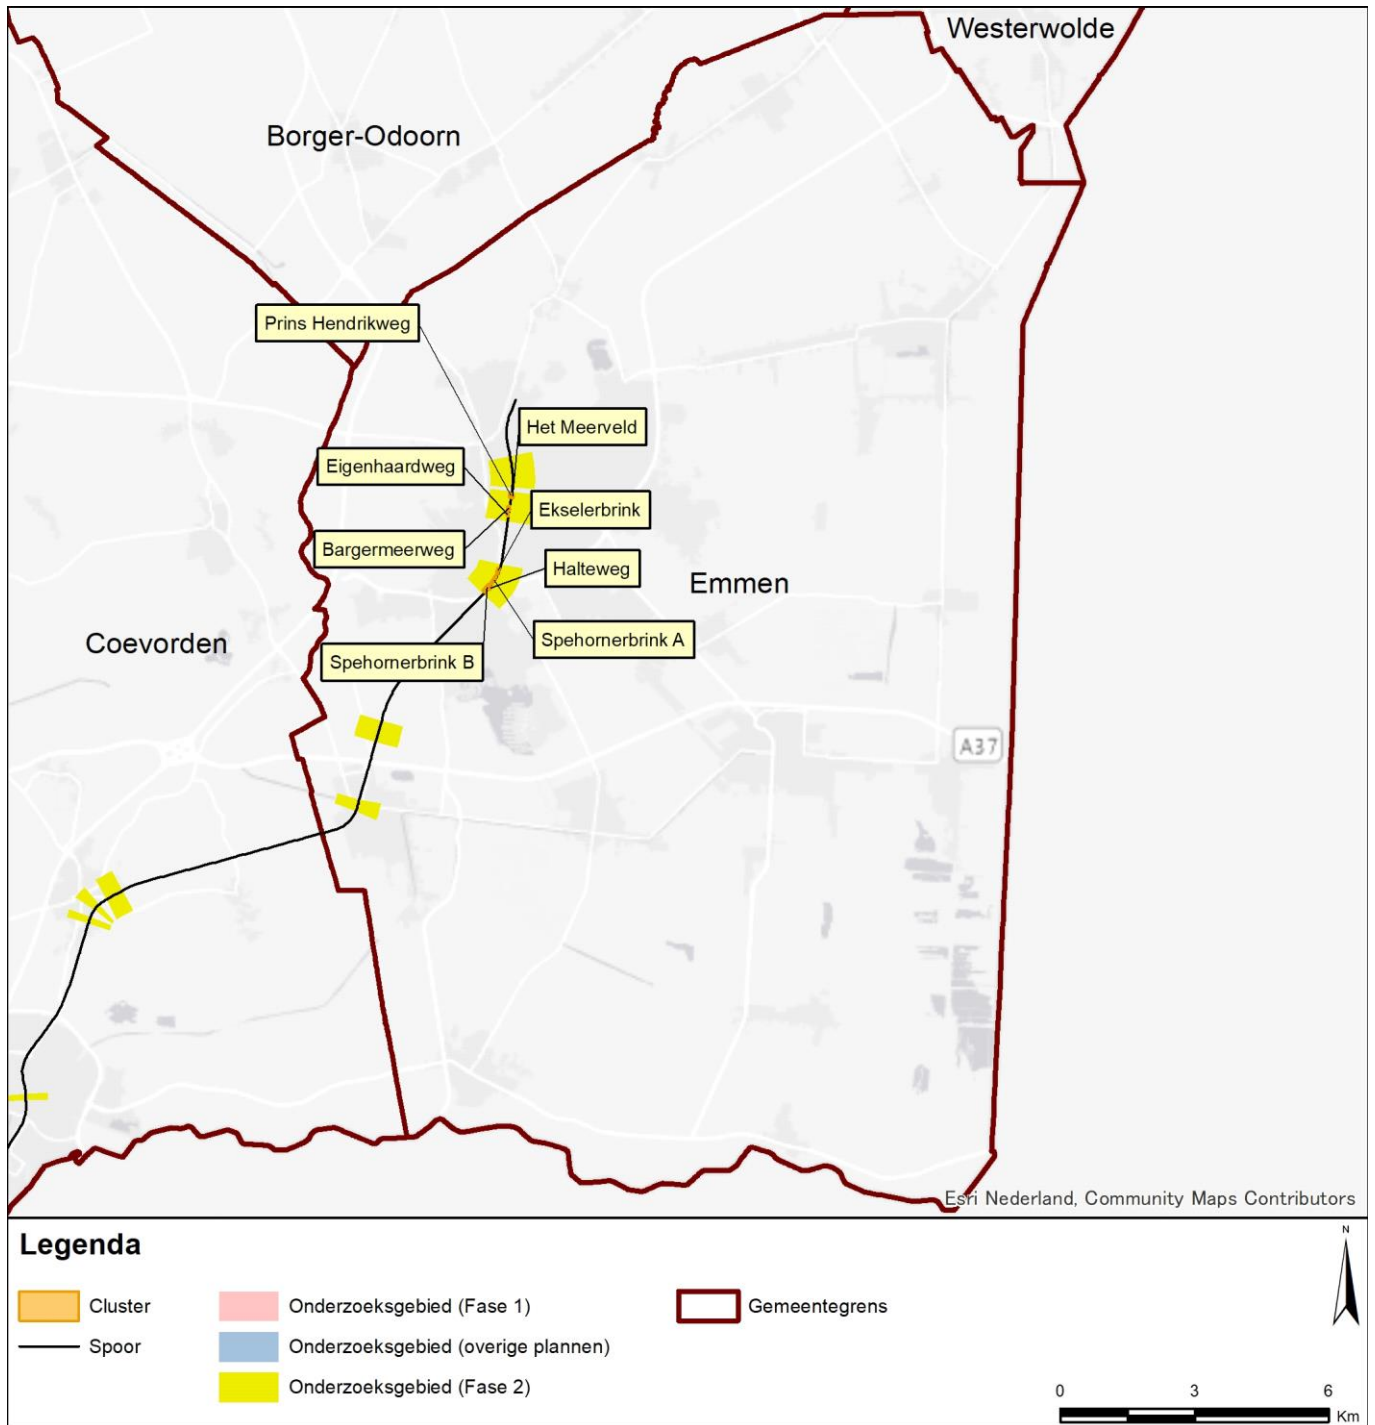 Westerwolde
Borger-Odoorn
Prins Hendrikweg
Het Meerveld
Eigenhaardweg
Ekselerbrink
Bargermeerweg
Halteweg
Emmen
Coevorden
Spehornerbrink A
Spehornerbrink B
A37
Esri Nederland, Community Maps Contributors
Legenda
N
Cluster
Onderzoeksgebied (Fase 1)
Gemeentegrens
Spoor
Onderzoeksgebied (overige plannen)
Onderzoeksgebied (Fase 2)
0 3 6
Km